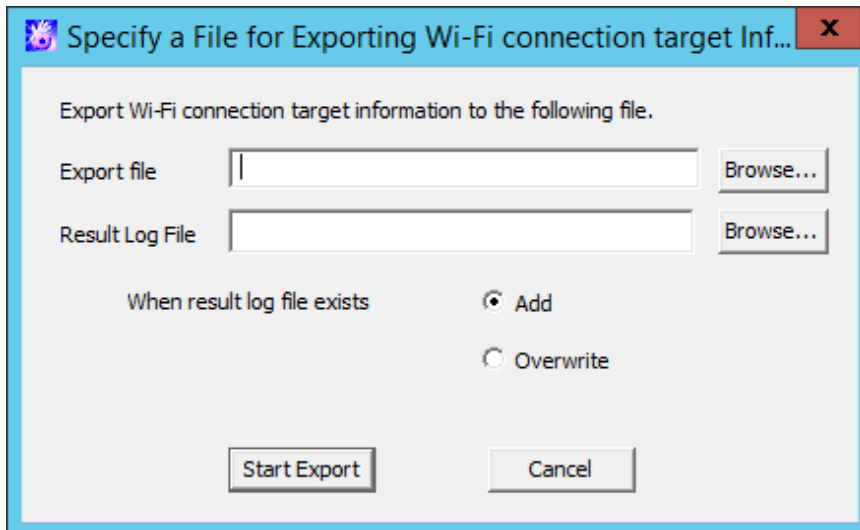 Specify a File for Exporting Wi-Fi connection target Inf...
x
Export Wi-Fi connection target information to the following file.
Export file
Browse...
Result Log File
Browse...
When result log file exists
Add
Overwrite
Start Export
Cancel